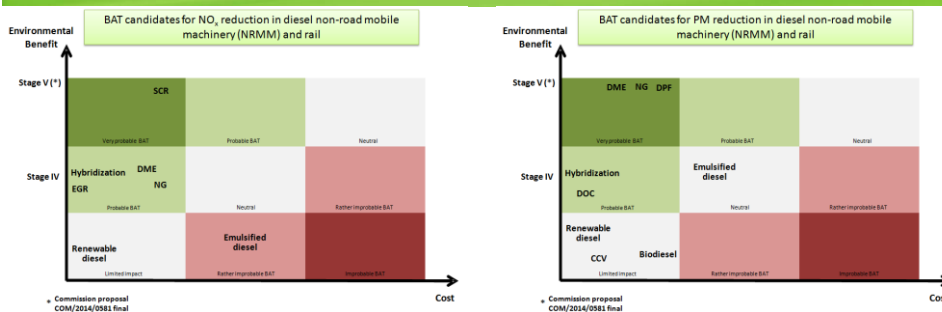 BAT candidates for NOx reduction in diesel non-road mobile
machinery (NRMM) and rail
Environmental
Benefit
Stage V (*)
SCR
Very probable BAT
Probable BAT
Neutral
Stage IV
Hybridization
DME
EGR
NG
Probable BAT
Neutral
Rather improbable BAT
Renewable
diesel
Emulsified
diesel
Limited impact
Rather improbable BAT
Improbable BAT
Cost
* Commission proposal
COM/2014/0581 final
BAT candidates for PM reduction in diesel non-road mobile
machinery (NRMM) and rail
Environmental
Benefit
Stage V (*)
DME NG DPF
Very probable BAT
Probable BAT
Neutral
Stage IV
Hybridization
DOC
Emulsified
diesel
Probable BAT
Neutral
Rather improbable BAT
Renewable
diesel
CCV
Biodiesel
Limited impact
Rather improbable BAT
Improbable BAT
Cost
* Commission proposal
COM/2014/0581 final